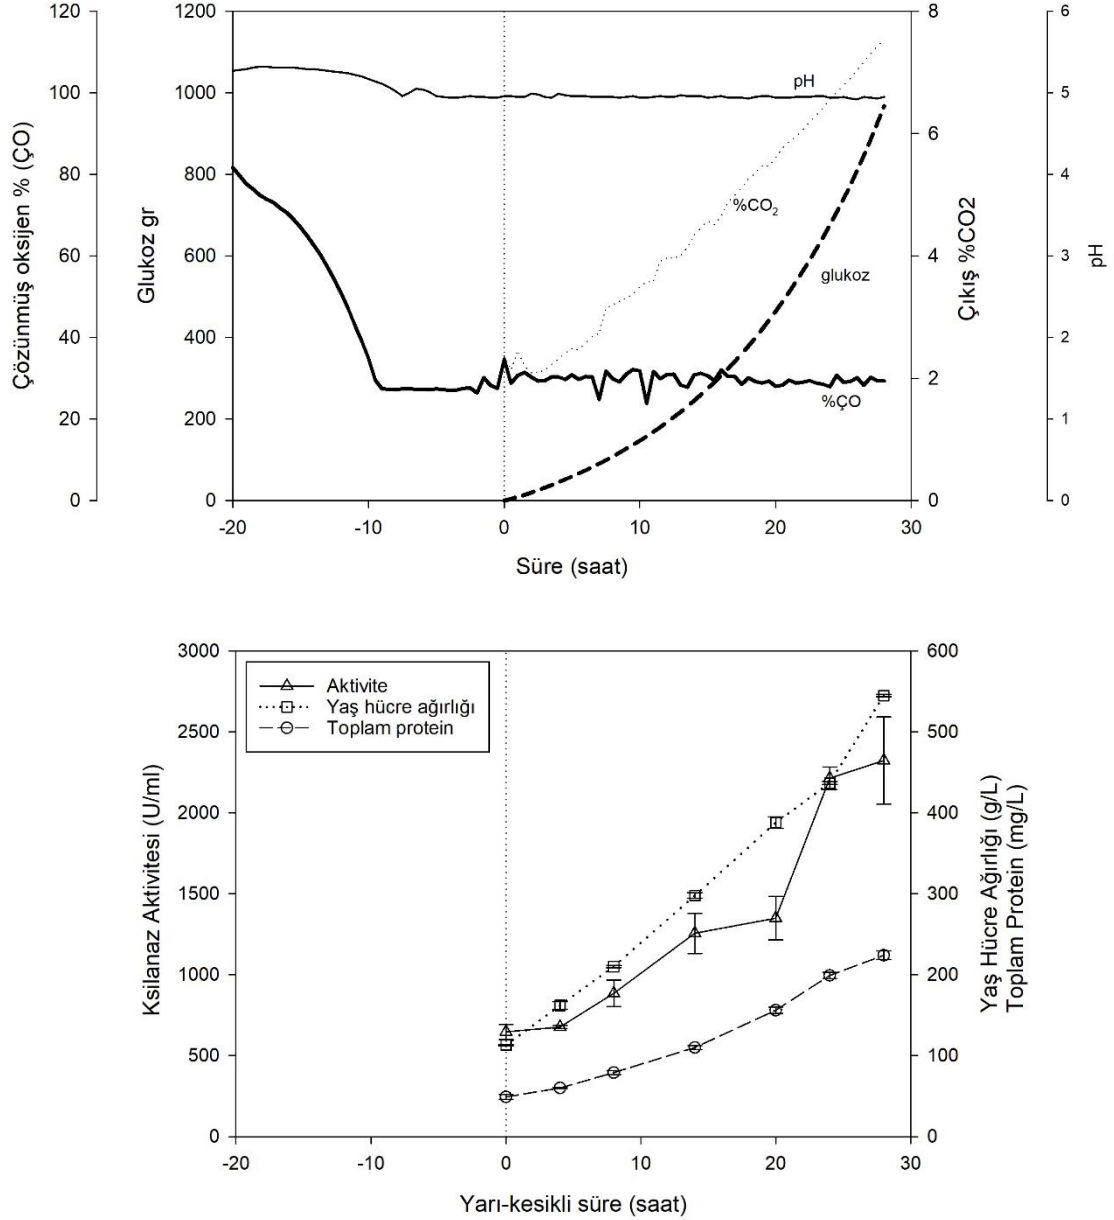 Çözünmüş oksijen % (ÇO)
120
100
80
60
40
20
0
Glukoz gr
1200
1000
800
600
400
200
0
pH
%CO2
glukoz
%ÇO
8
6
4
2
0
Çıkış %CO2
6
5
4
3
2
1
0
pH
-20 -10 0 10 20 30
Süre (saat)
Ksilanaz Aktivitesi (U/ml)
3000
2500
2000
1500
1000
500
0
Aktivite
Yaş hücre ağırlığı
Toplam protein
600
500
400
300
200
100
0
Yaş Hücre Ağırlığı (g/L)
Toplam Protein (mg/L)
-20 -10 0 10 20 30
Yarı-kesikli süre (saat)